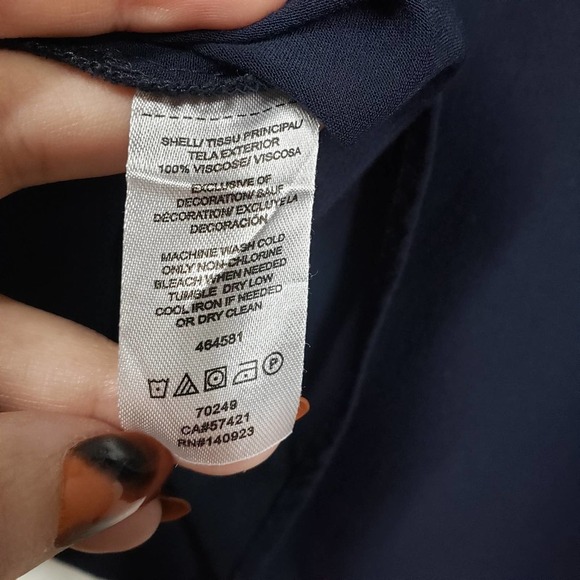 SHELL/ TISSU PRINCIPAL/
TELA EXTERIOR
100% VISCOSE/ VISCOSA
EXCLUSIVE OF
DECORATION/ SAUF
DÉCORATION/ EXCLUYE LA
DECORACIÓN
MACHINE WASH COLD
ONLY NON-CHLORINE
BLEACH WHEN NEEDED
TUMBLE DRY LOW
COOL IRON IF NEEDED
OR DRY CLEAN
464581
P
70249
CA#57421
RN#140923